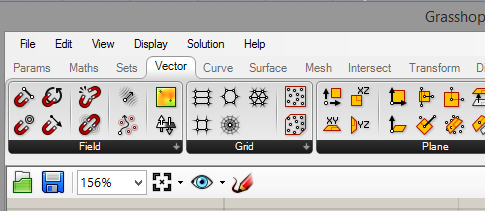 Grasshop
File Edit View Display Solution Help
Params Maths Sets Vector Curve Surface Mesh Intersect Transform D
XZ
XY YZ
Field Grid Plane
156%